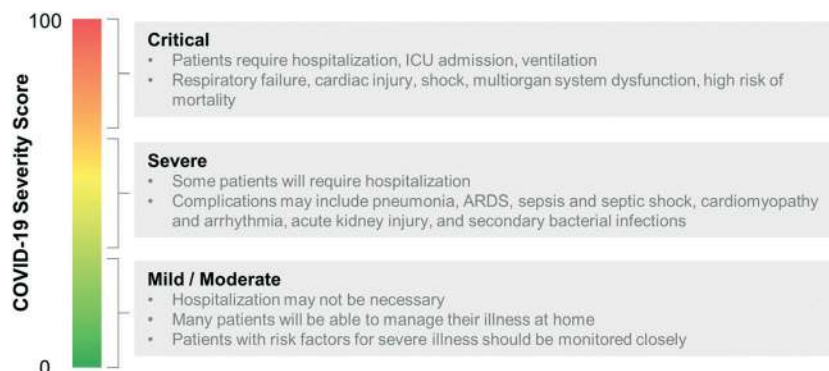 100
Critical
• Patients require hospitalization, ICU admission, ventilation
• Respiratory failure, cardiac injury, shock, multiorgan system dysfunction, high risk of
mortality
COVID-19 Severity Score
Severe
• Some patients will require hospitalization
• Complications may include pneumonia, ARDS, sepsis and septic shock, cardiomyopathy
and arrhythmia, acute kidney injury, and secondary bacterial infections
Mild / Moderate
• Hospitalization may not be necessary
• Many patients will be able to manage their illness at home
• Patients with risk factors for severe illness should be monitored closely
0